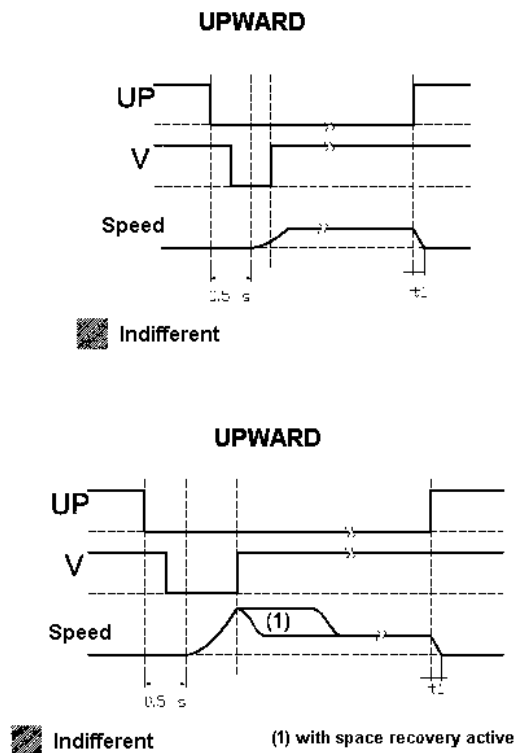 UPWARD
UP
V
Speed
0.5 s
t1
Indifferent
UPWARD
UP
V
Speed
(1)
0.5 s
t1
Indifferent
(1) with space recovery active